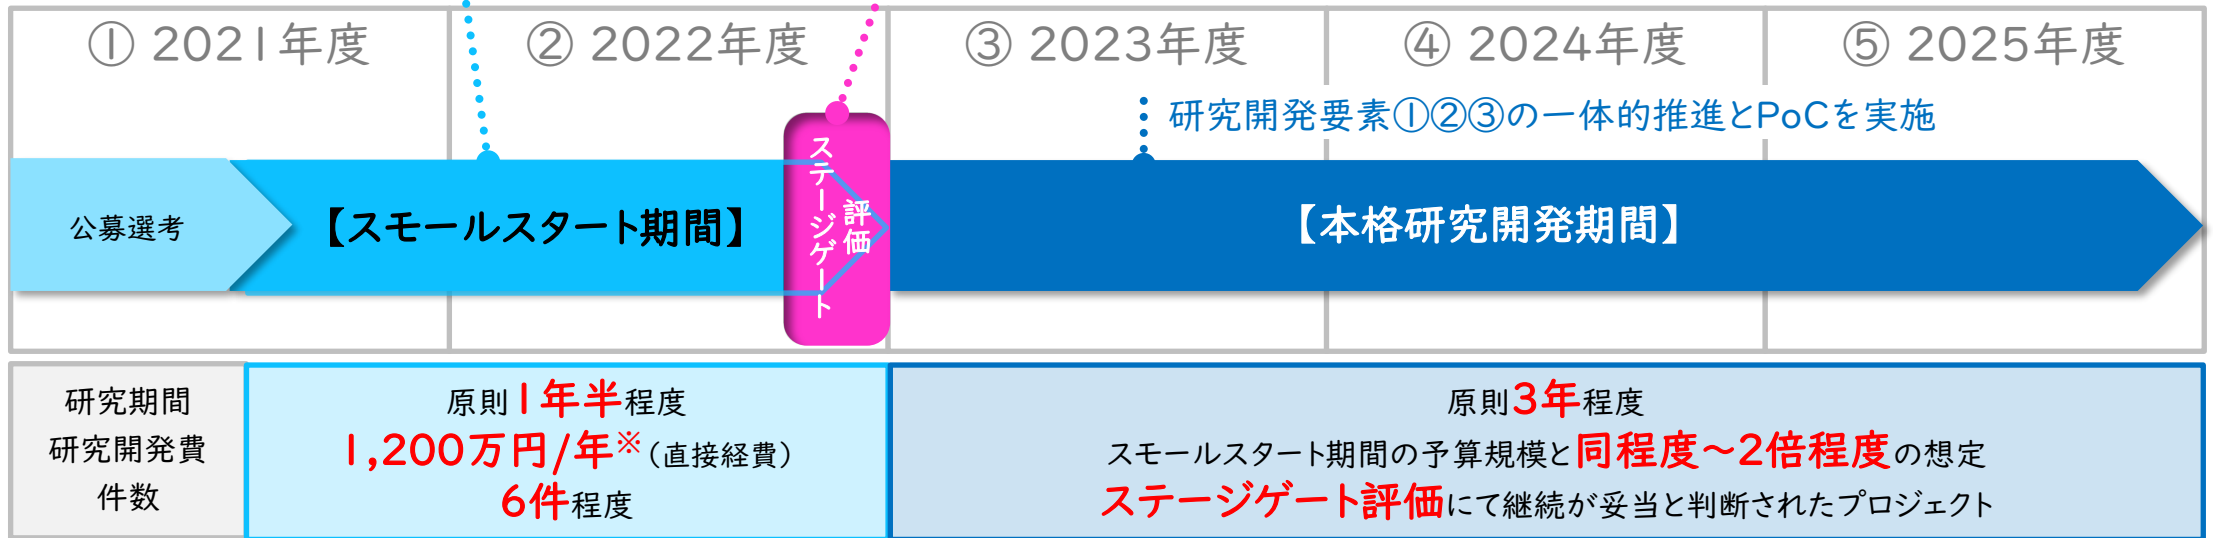 ① 2021年度
② 2022年度
③ 2023年度
④ 2024年度
⑤ 2025年度
研究開発要素①②③の一体的推進とPoCを実施
公募選考
【スモールスタート期間】
ステージゲート
評価
【本格研究開発期間】
研究期間
研究開発費
件数
原則1年半程度
1,200万円/年※(直接経費)
6件程度
原則3年程度
スモールスタート期間の予算規模と同程度～2倍程度の想定
ステージゲート評価にて継続が妥当と判断されたプロジェクト